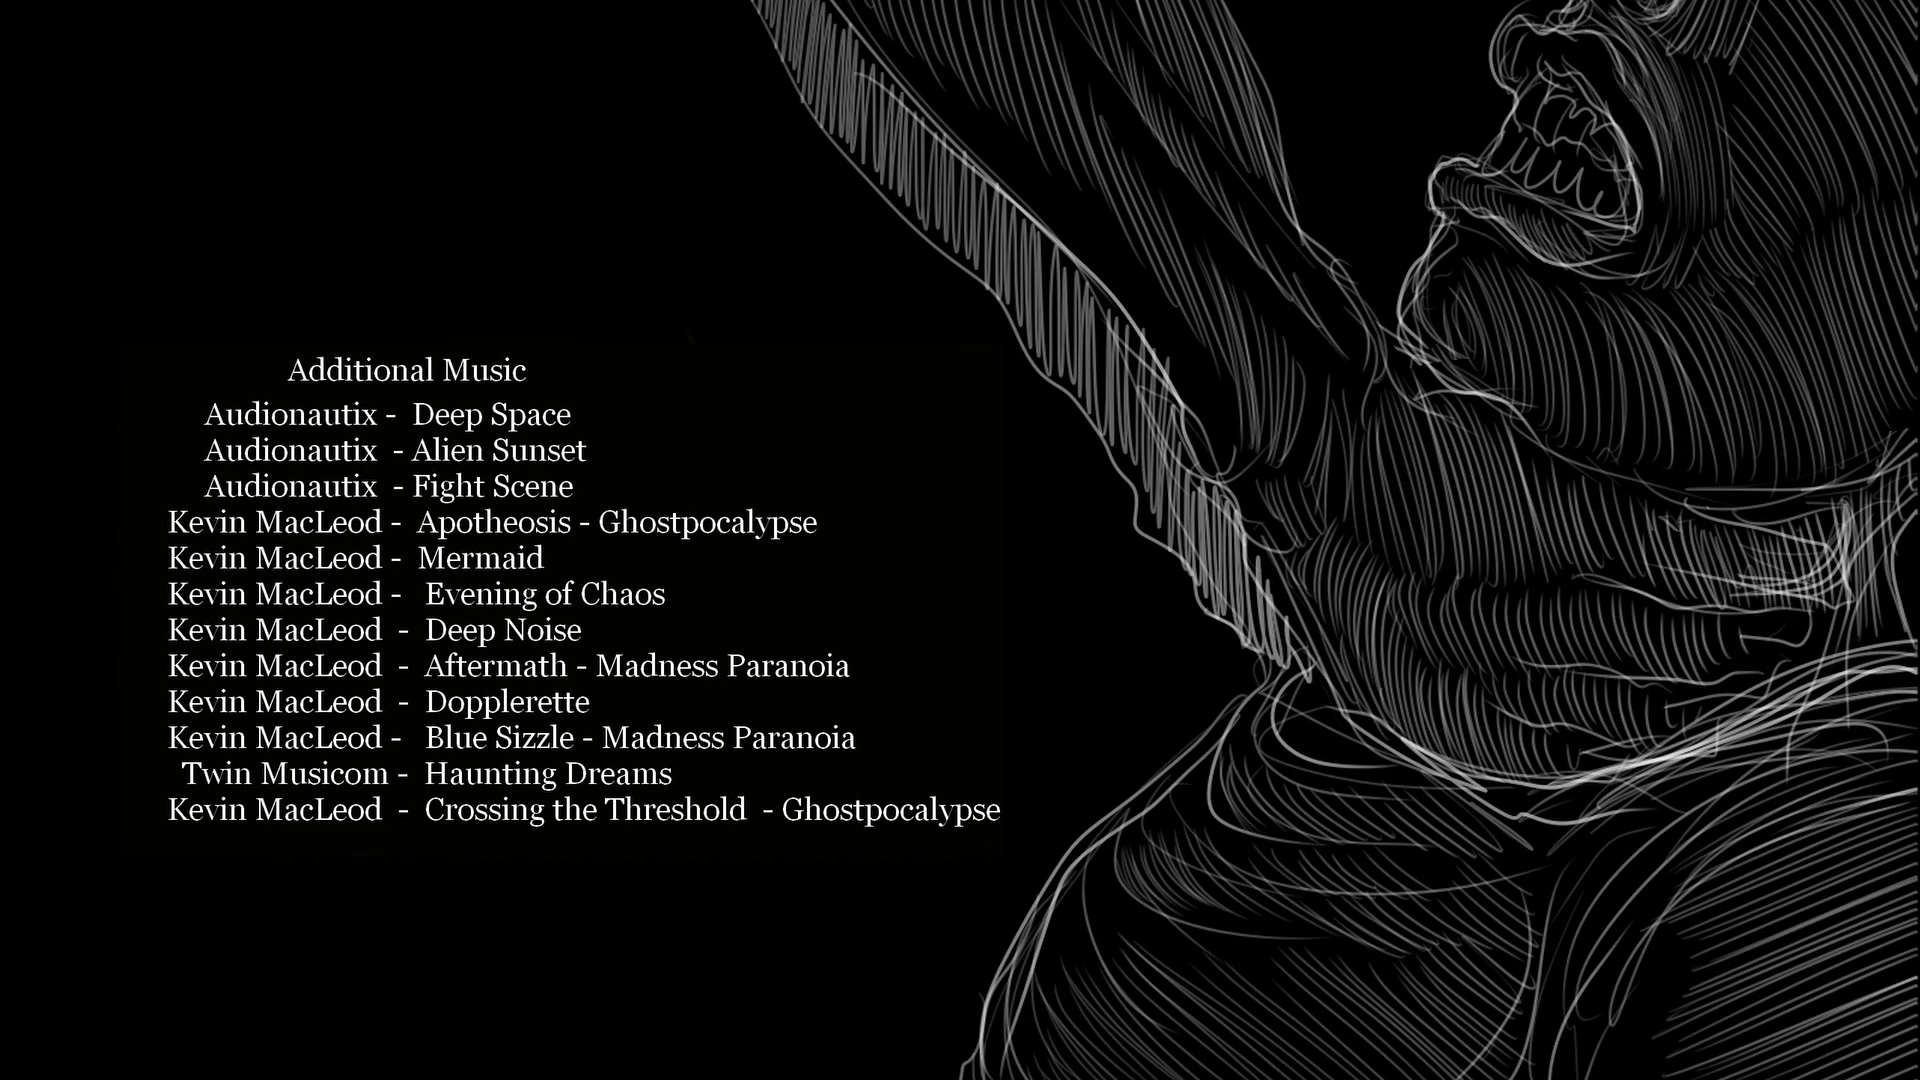 Additional Music
Audionautix - Deep Space
Audionautix - Alien Sunset
Audionautix - Fight Scene
Kevin MacLeod - Apotheosis - Ghostpocalypse
Kevin MacLeod - Mermaid
Kevin MacLeod - Evening of Chaos
Kevin MacLeod - Deep Noise
Kevin MacLeod - Aftermath - Madness Paranoia
Kevin MacLeod - Dopplerette
Kevin MacLeod - Blue Sizzle - Madness Paranoia
Twin Musicom - Haunting Dreams
Kevin MacLeod - Crossing the Threshold - Ghostpocalypse